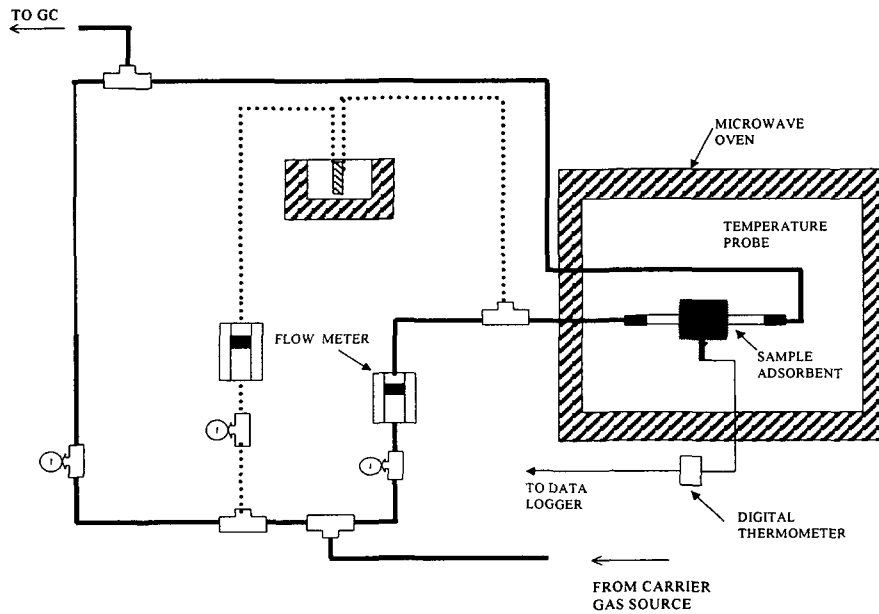 TO GC
MICROWAVE
OVEN
TEMPERATURE
PROBE
FLOW METER
SAMPLE
ADSORBENT
TO DATA
LOGGER
DIGITAL
THERMOMETER
FROM CARRIER
GAS SOURCE